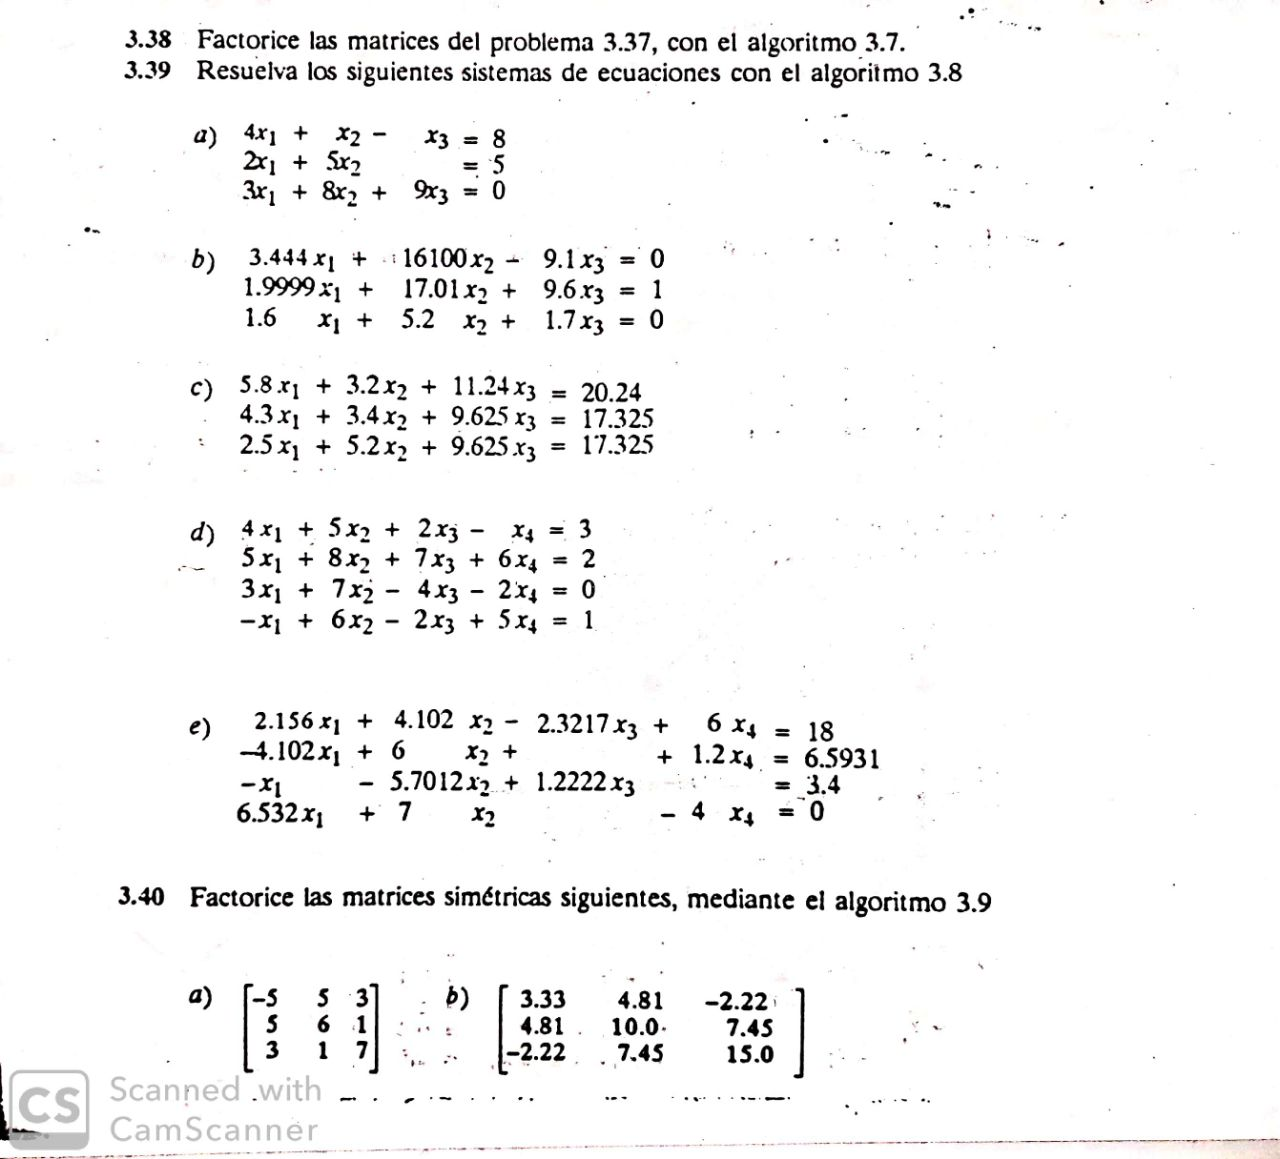 3.38 Factorice las matrices del problema 3.37, con el algoritmo 3.7.
3.39 Resuelva los siguientes sistemas de ecuaciones con el algoritmo 3.8
a) 4x₁ + x₂ - x₃ = 8
2x₁ + 5x₂ = 5
3x₁ + 8x₂ + 9x₃ = 0
b) 3.444 x₁ + 16100 x₂ - 9.1 x₃ = 0
1.9999 x₁ + 17.01 x₂ + 9.6 x₃ = 1
1.6 x₁ + 5.2 x₂ + 1.7 x₃ = 0
c) 5.8 x₁ + 3.2 x₂ + 11.24 x₃ = 20.24
4.3 x₁ + 3.4 x₂ + 9.625 x₃ = 17.325
2.5 x₁ + 5.2 x₂ + 9.625 x₃ = 17.325
d) 4 x₁ + 5 x₂ + 2 x₃ - x₄ = 3
5 x₁ + 8 x₂ + 7 x₃ + 6 x₄ = 2
3 x₁ + 7 x₂ - 4 x₃ - 2 x₄ = 0
-x₁ + 6 x₂ - 2 x₃ + 5 x₄ = 1
e) 2.156 x₁ + 4.102 x₂ - 2.3217 x₃ + 6 x₄ = 18
-4.102 x₁ + 6 x₂ + + 1.2 x₄ = 6.5931
-x₁ - 5.7012 x₂ + 1.2222 x₃ = 3.4
6.532 x₁ + 7 x₂ - 4 x₄ = 0
3.40 Factorice las matrices simétricas siguientes, mediante el algoritmo 3.9
a) [-5 5 3] b) [3.33 4.81 -2.22]
[5 6 1] [4.81 10.0 7.45]
[3 1 7] [-2.22 7.45 15.0]
CS Scanned with
CamScanner